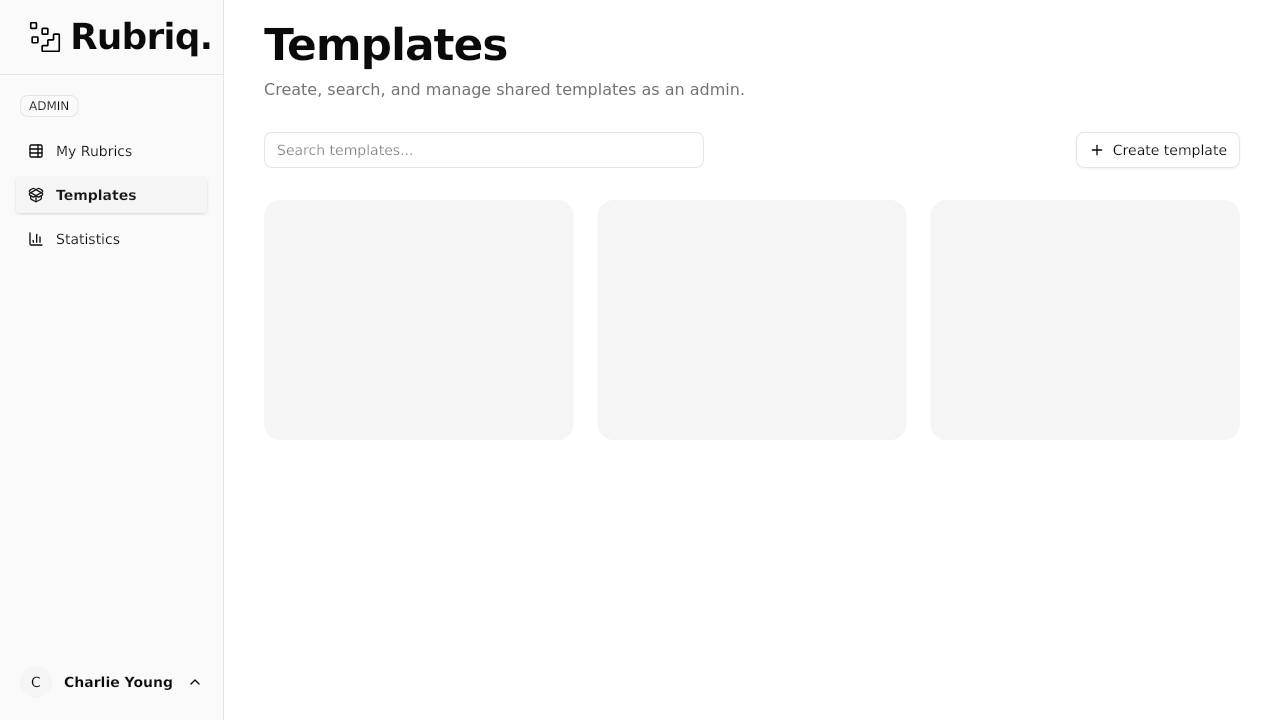 Rubriq.
ADMIN
My Rubrics
Templates
Statistics
C
Charlie Young
Templates
Create, search, and manage shared templates as an admin.
Search templates...
Create template